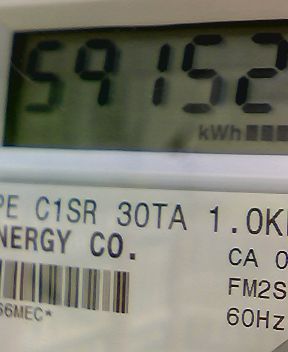 59152
kWh
PE C1SR 30TA 1.0K
NERGY CO.
CA 0
FM2S
66MEC*
60Hz